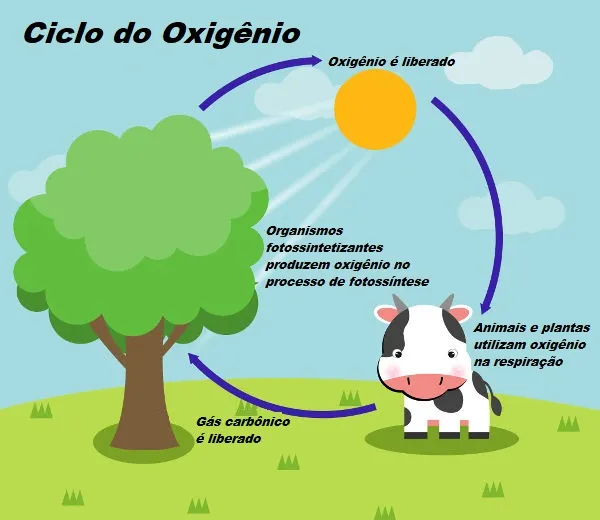 Ciclo do Oxigênio
Oxigênio é liberado
Organismos
fotossintetizantes
produzem oxigênio no
processo de fotossíntese
Animais e plantas
utilizam oxigênio
na respiração
Gás carbônico
é liberado